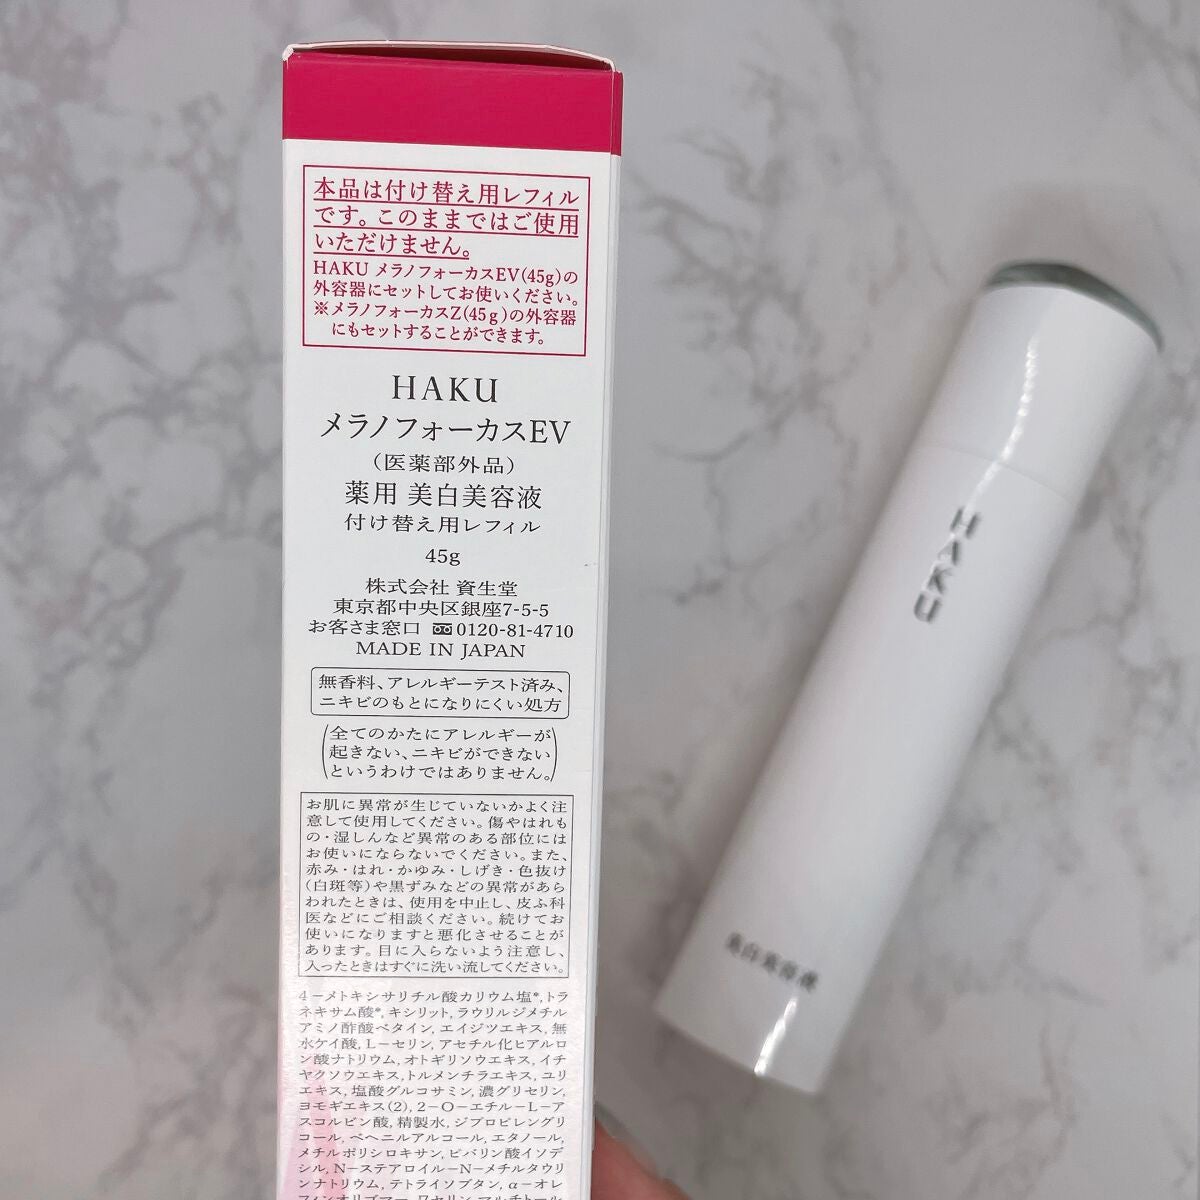 本品は付け替え用レフィル
です。このままではご使用
いただけません。
HAKU メラノフォーカスEV(45g)の
外容器にセットしてお使いください。
※メラノフォーカスZ(45g)の外容器
にもセットすることができます。
HAKU
メラノフォーカスEV
(医薬部外品)
薬用 美白美容液
付け替え用レフィル
45g
株式会社 資生堂
東京都中央区銀座7-5-5
お客さま窓口 0120-81-4710
MADE IN JAPAN
無香料、アレルギーテスト済み、
ニキビのもとになりにくい処方
(全てのかたにアレルギーが
起きない、ニキビができない
というわけではありません。)
お肌に異常が生じていないかよく注
意して使用してください。傷やはれも
の・湿しんなど異常のある部位には
お使いにならないでください。また、
赤み・はれ・かゆみ・しげき・色抜け
(白斑等)や黒ずみなどの異常があら
われたときは、使用を中止し、皮ふ科
医などにご相談ください。続けてお
使いになりますと悪化させることが
あります。目に入らないよう注意し、
入ったときはすぐに洗い流してください。
4－メトキシサリチル酸カリウム塩*,トラ
ネキサム酸*, キシリット, ラウリルジメチル
アミノ酢酸ベタイン, エイジツエキス, 無
水ケイ酸, L－セリン, アセチル化ヒアルロ
ン酸ナトリウム, オトギリソウエキス, イチ
ヤクソウエキス,トルメンチラエキス, ユリ
エキス, 塩酸グルコサミン, 濃グリセリン,
ヨモギエキス(2), 2－O－エチル－L－ア
スコルビン酸, 精製水, ジプロピレングリ
コール, ベヘニルアルコール, エタノール,
メチルポリシロキサン, ピバリン酸イソデ
シル, N－ステアロイル－N－メチルタウリ
ンナトリウム, テトライソブタン, α－オレ
フィンオリゴマー, ワセリン, マルチトール
HAKU
美白美容液